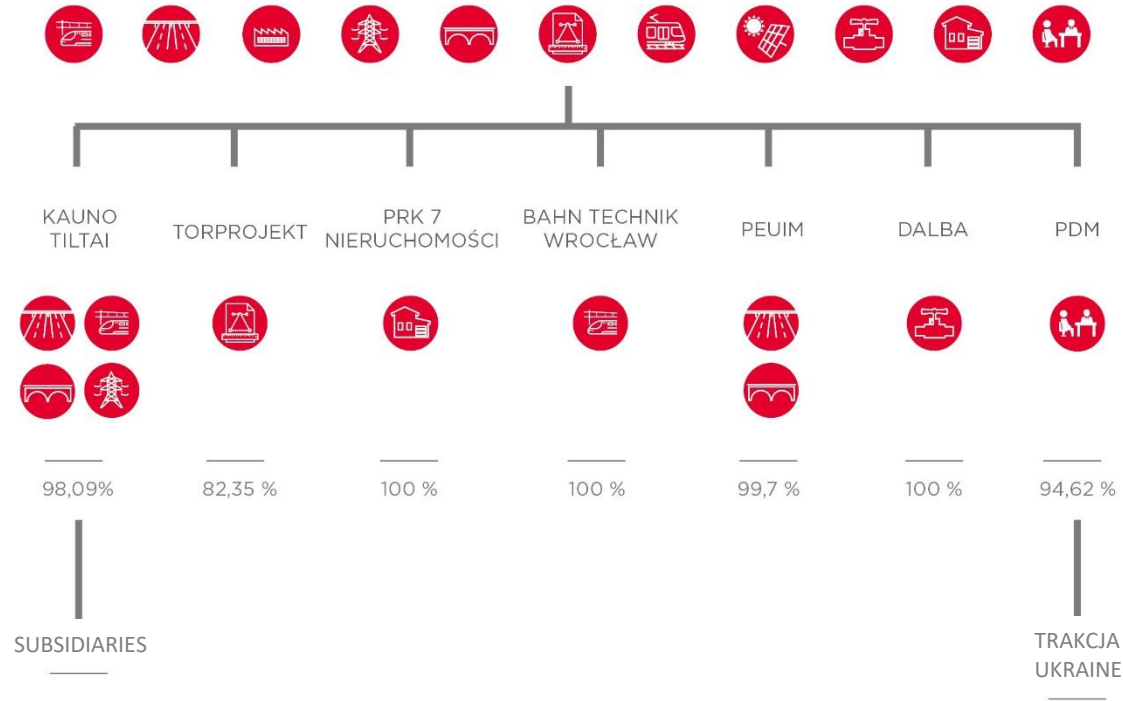 KAUNO
TILTAI
TORPROJEKT
PRK 7
NIERUCHOMOŚCI
BAHN TECHNIK
WROCŁAW
PEUIM
DALBA
PDM
98,09%
82,35 %
100 %
100 %
99,7 %
100 %
94,62 %
SUBSIDIARIES
TRAKCJA
UKRAINE